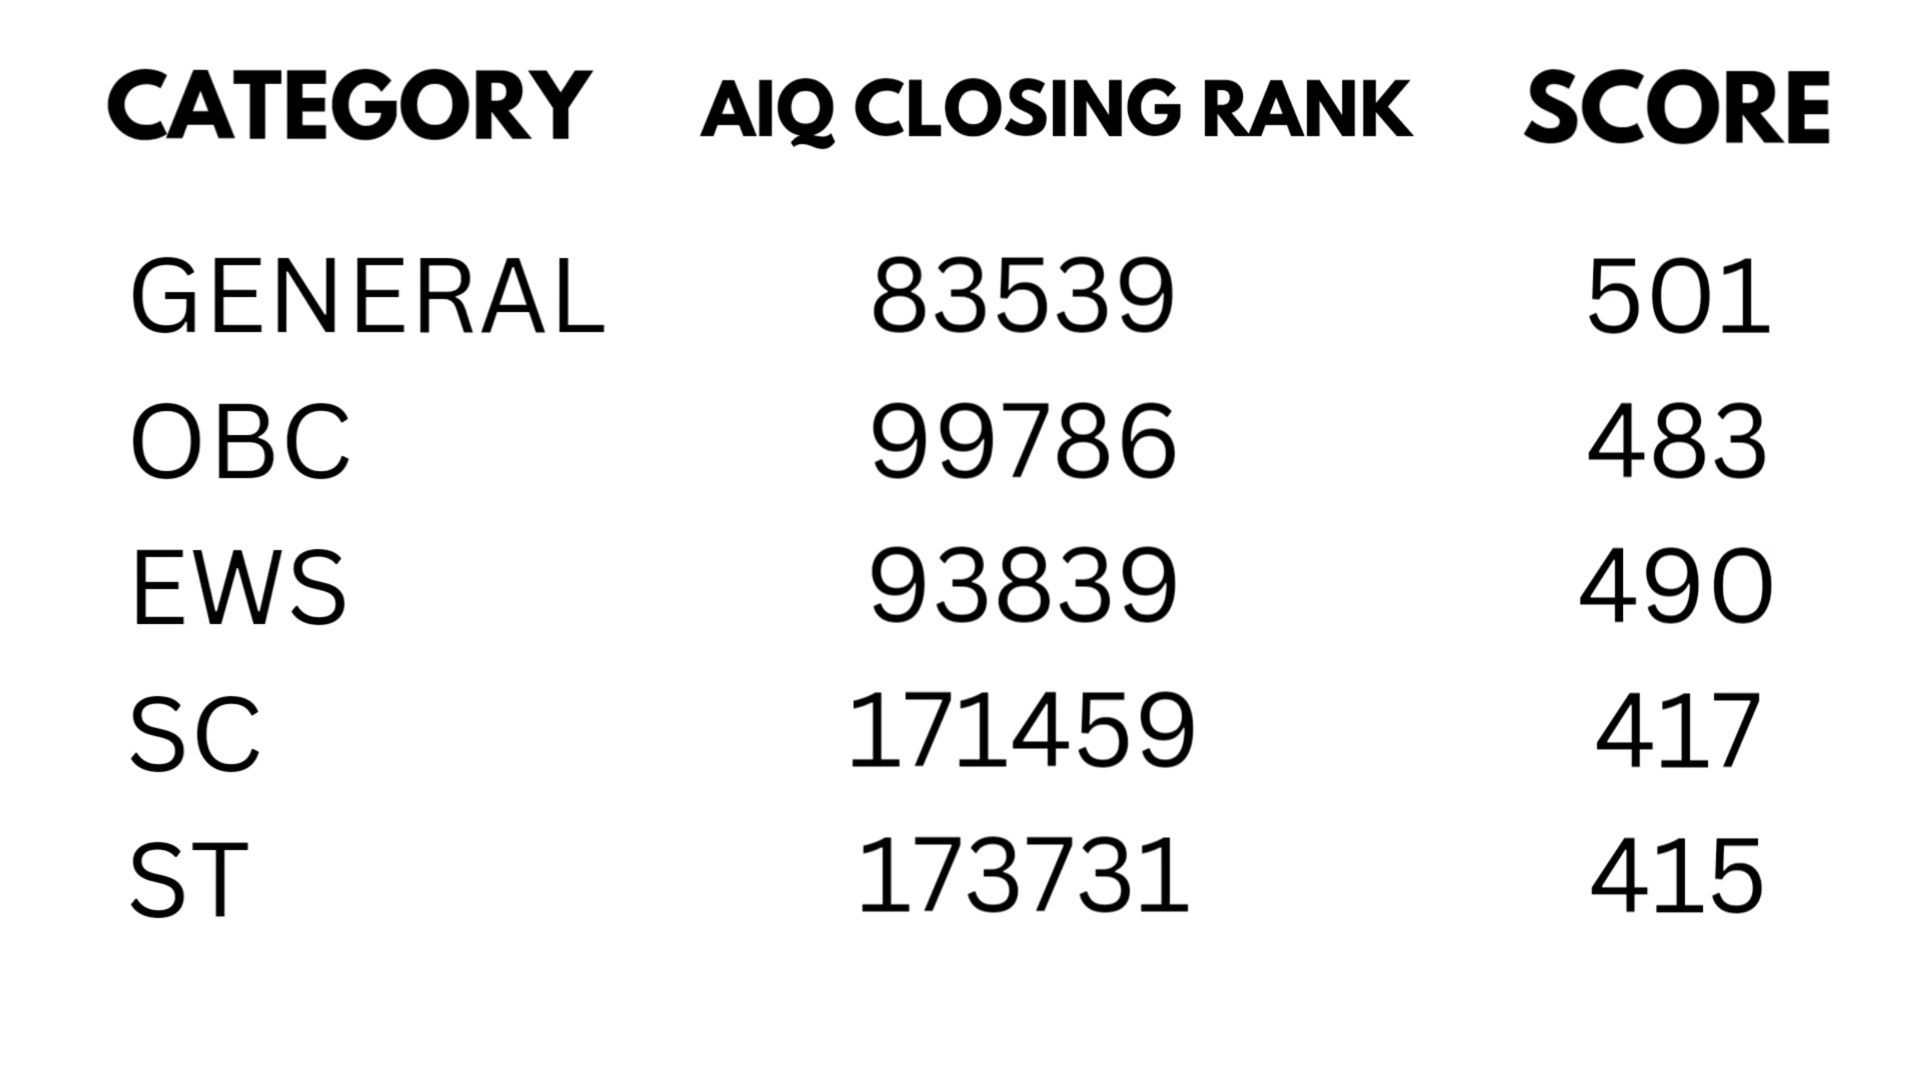 CATEGORY AIQ CLOSING RANK SCORE
GENERAL 83539 501
OBC 99786 483
EWS 93839 490
SC 171459 417
ST 173731 415